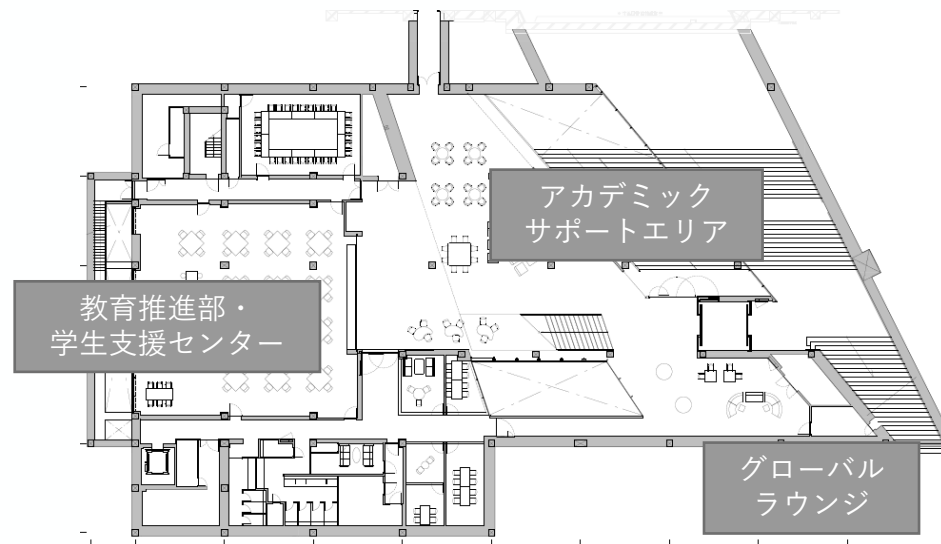 アカデミック
サポートエリア
教育推進部・
学生支援センター
グローバル
ラウンジ